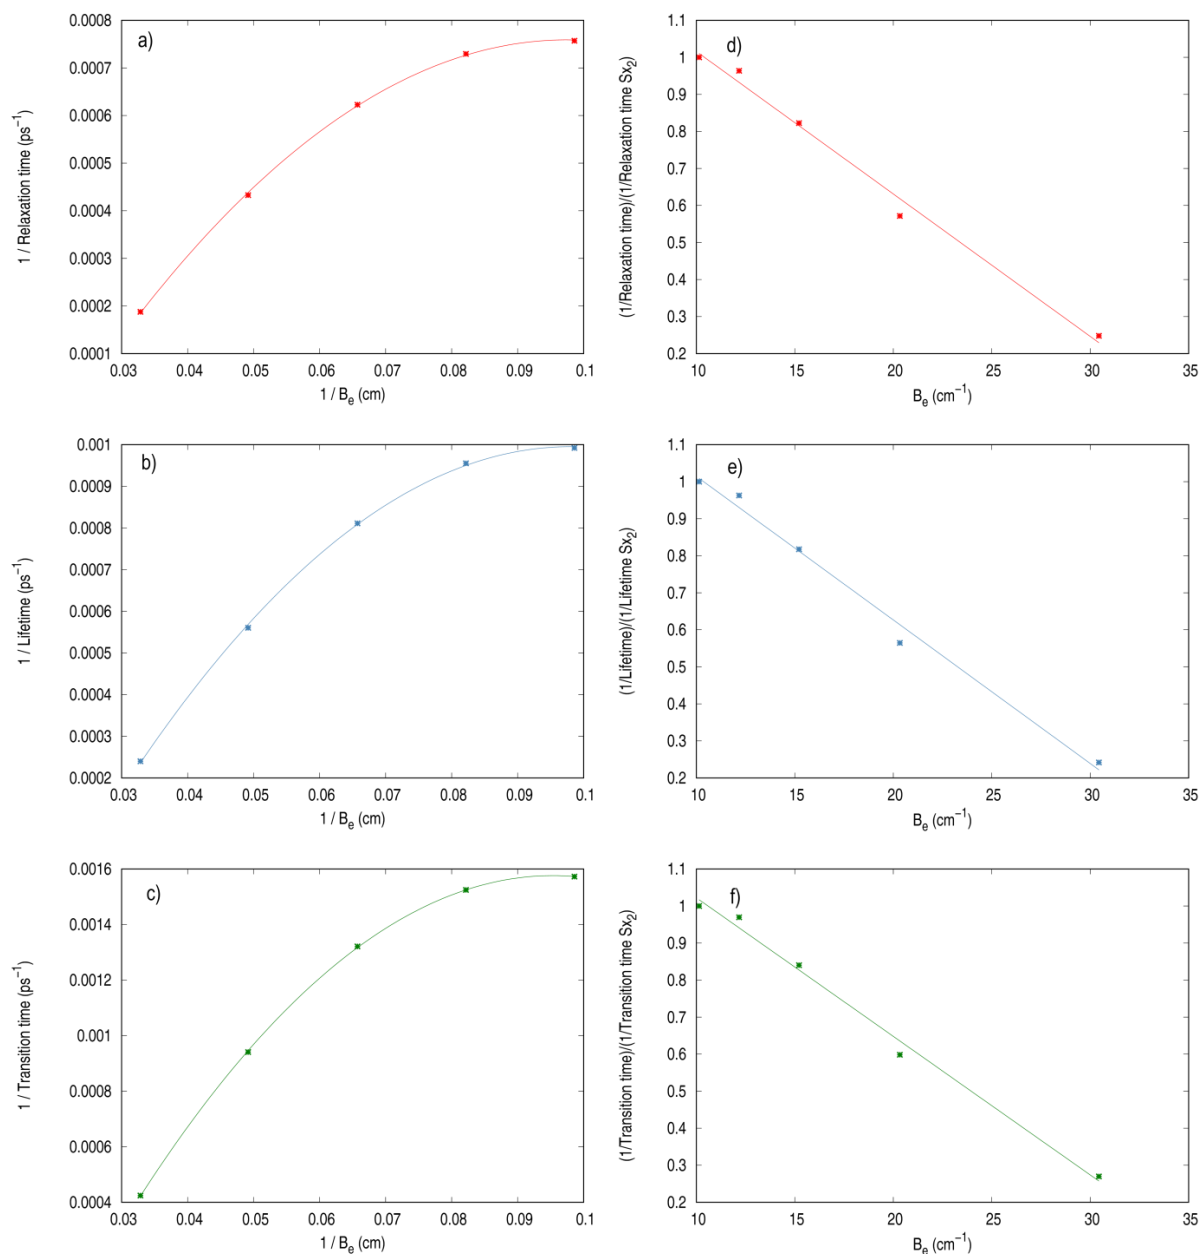 a)
0.0008
0.0007
0.0006
0.0005
0.0004
0.0003
0.0002
0.0001
1 / Relaxation time (ps⁻¹)
0.03 0.04 0.05 0.06 0.07 0.08 0.09 0.1
1 / Bₑ (cm)
d)
1.1
1
0.9
0.8
0.7
0.6
0.5
0.4
0.3
0.2
(1/Relaxation time)/(1/Relaxation time Sx₂)
10 15 20 25 30 35
Bₑ (cm⁻¹)
b)
0.001
0.0009
0.0008
0.0007
0.0006
0.0005
0.0004
0.0003
0.0002
1 / Lifetime (ps⁻¹)
0.03 0.04 0.05 0.06 0.07 0.08 0.09 0.1
1 / Bₑ (cm)
e)
1.1
1
0.9
0.8
0.7
0.6
0.5
0.4
0.3
0.2
(1/Lifetime)/(1/Lifetime Sx₂)
10 15 20 25 30 35
Bₑ (cm⁻¹)
c)
0.0016
0.0014
0.0012
0.001
0.0008
0.0006
0.0004
1 / Transition time (ps⁻¹)
0.03 0.04 0.05 0.06 0.07 0.08 0.09 0.1
1 / Bₑ (cm)
f)
1.1
1
0.9
0.8
0.7
0.6
0.5
0.4
0.3
0.2
(1/Transition time)/(1/Transition time Sx₂)
10 15 20 25 30 35
Bₑ (cm⁻¹)